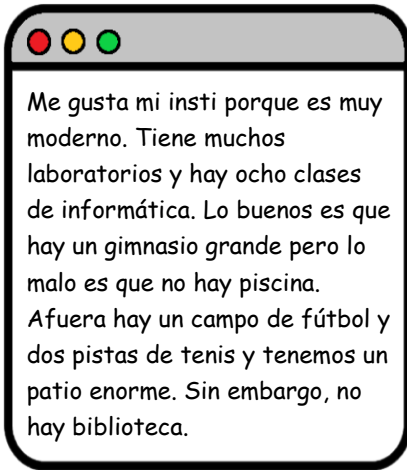 Me gusta mi insti porque es muy
moderno. Tiene muchos
laboratorios y hay ocho clases
de informática. Lo buenos es que
hay un gimnasio grande pero lo
malo es que no hay piscina.
Afuera hay un campo de fútbol y
dos pistas de tenis y tenemos un
patio enorme. Sin embargo, no
hay biblioteca.